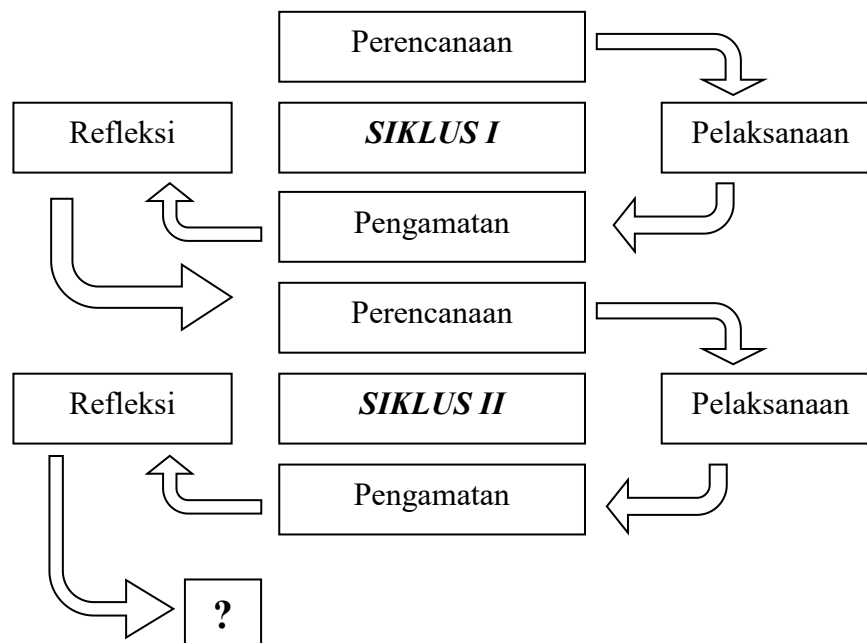 Perencanaan
Refleksi
SIKLUS I
Pelaksanaan
Pengamatan
Perencanaan
Refleksi
SIKLUS II
Pelaksanaan
Pengamatan
?